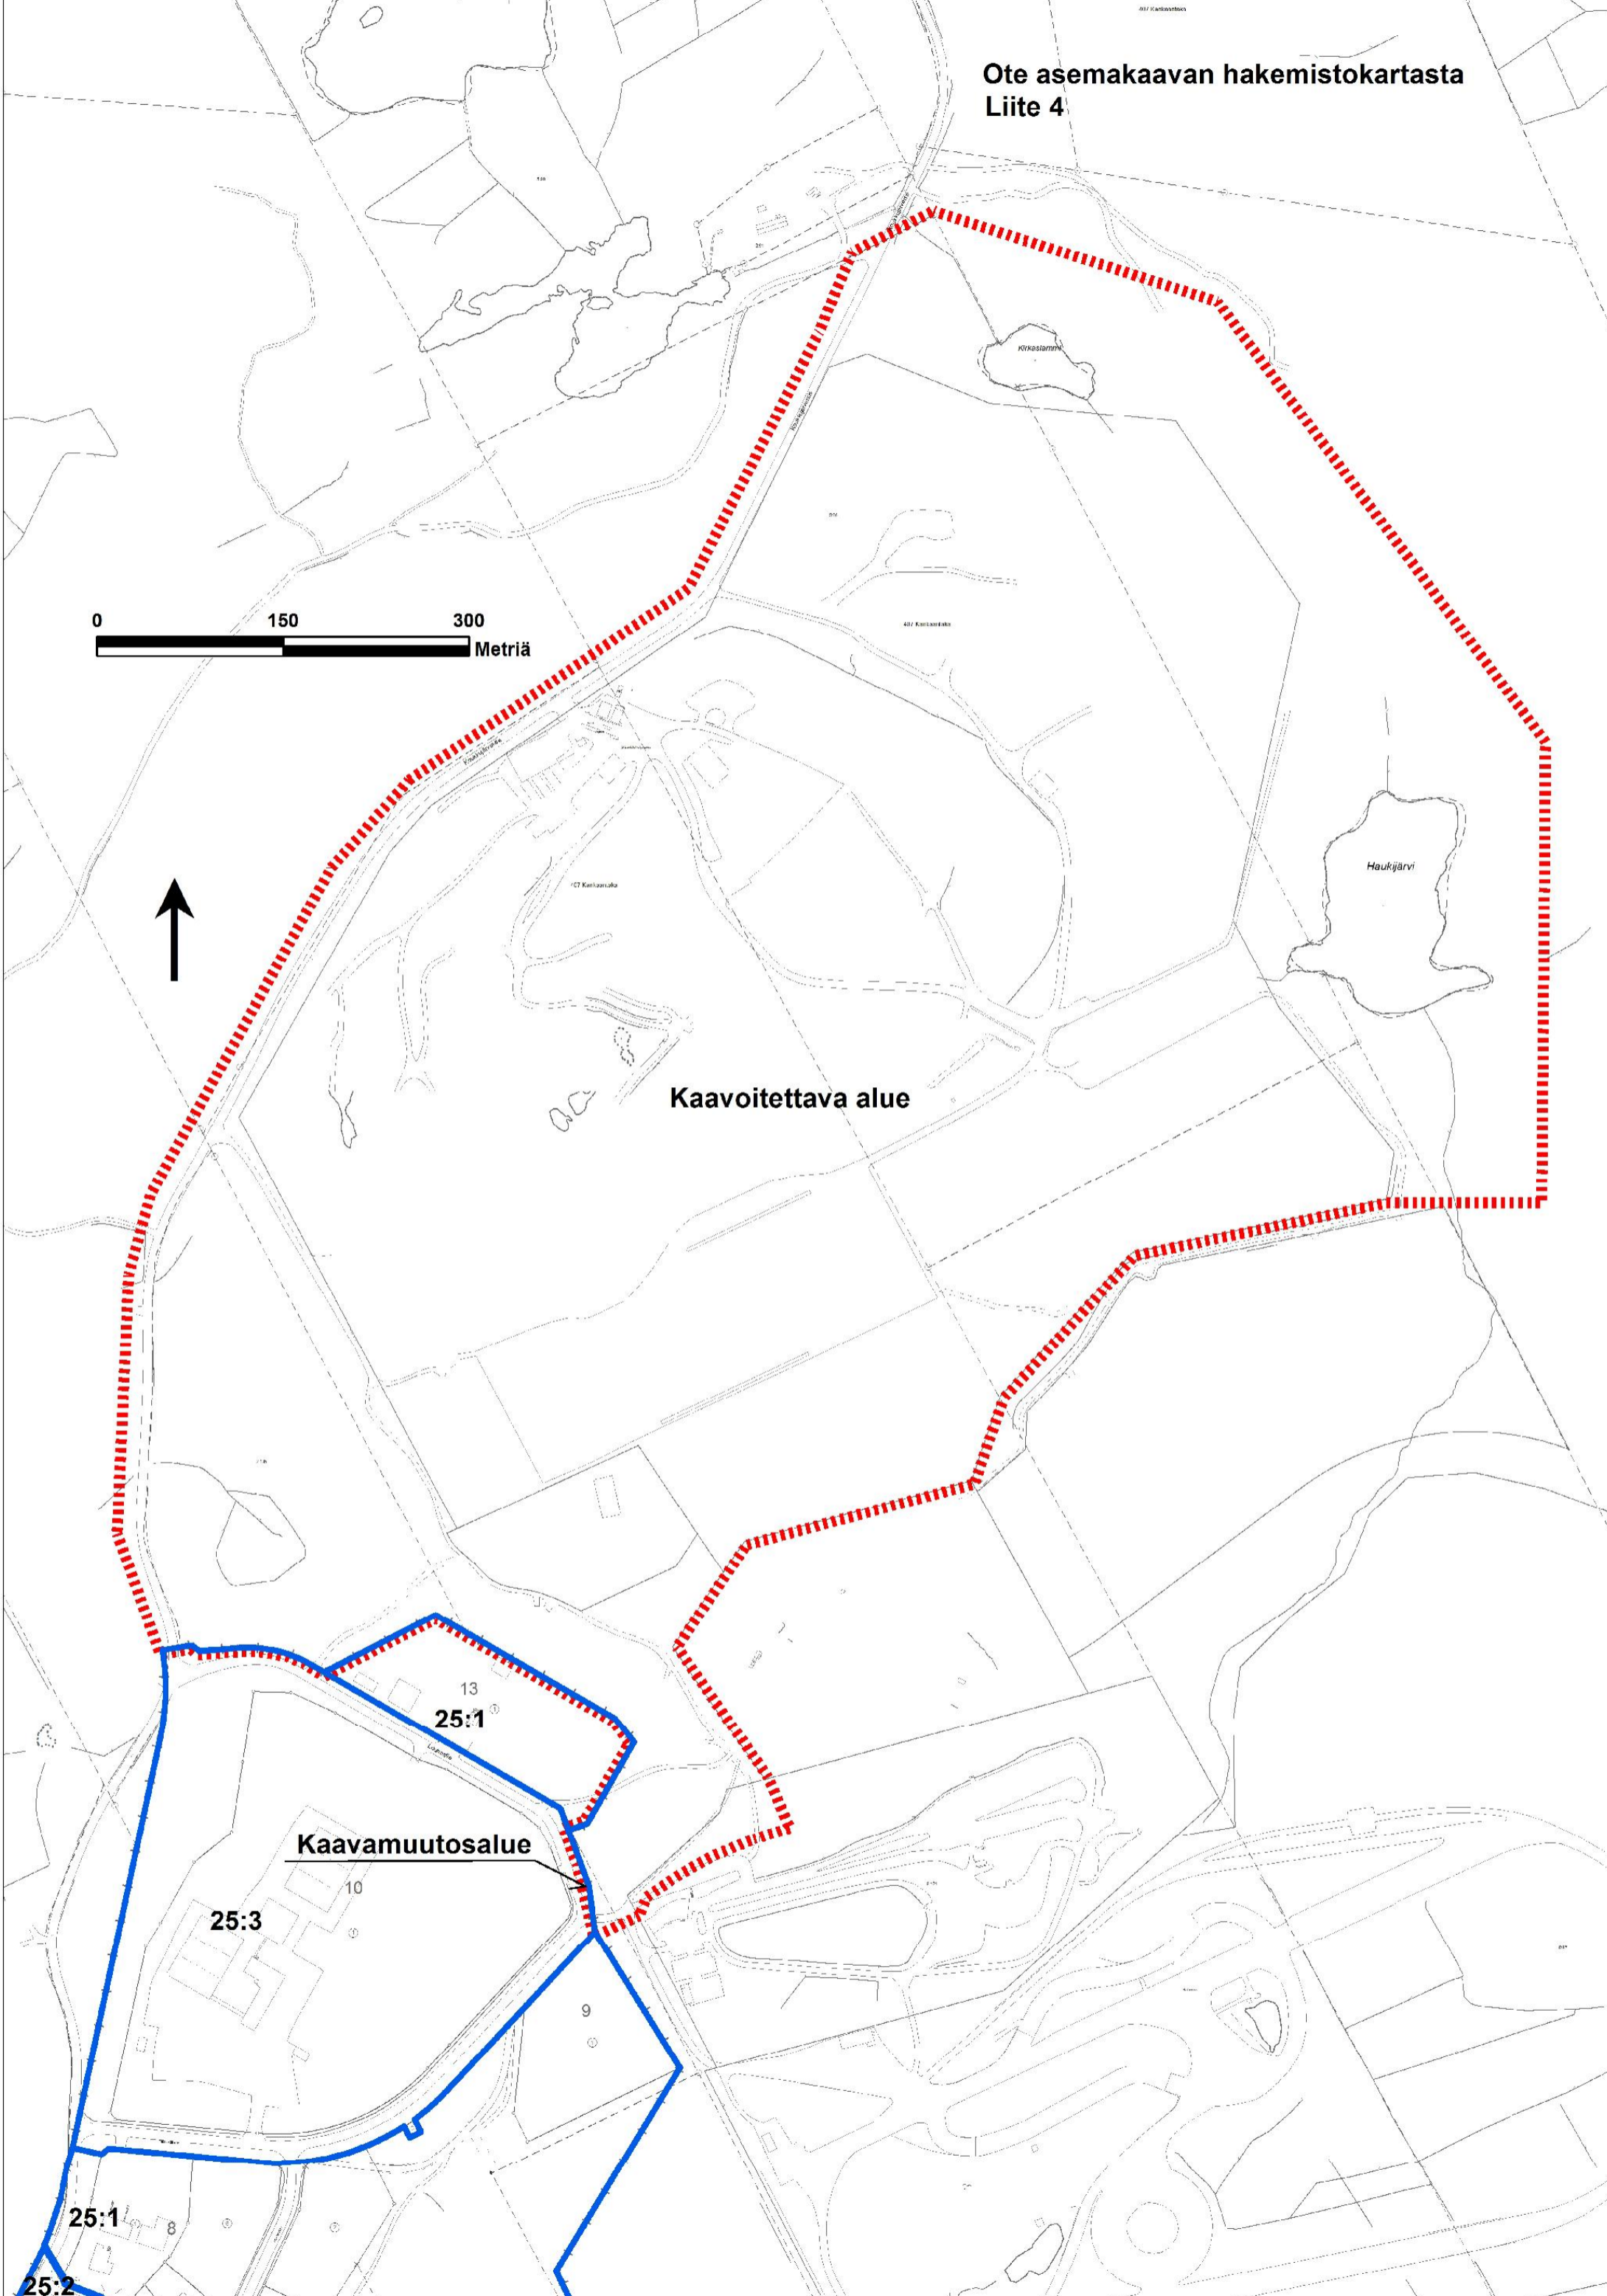 Ote asemakaavan hakemistokartasta
Liite 4
Kirkaslammi
0 150 300
Metriä
Haukijärvi
Kaavoitettava alue
13
25:1
Kaavamuutosalue
10
25:3
9
25:1
8
25:2